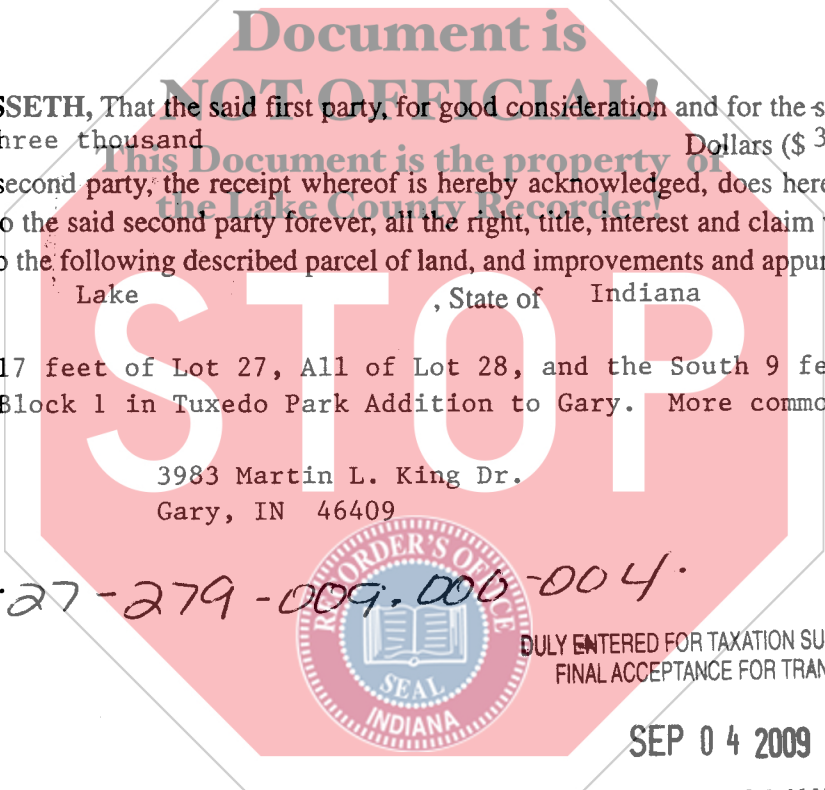 Document is
NOT OFFICIAL!
SSETH, That the said first party, for good consideration and for the s
hree thousand Dollars ($ 3
This Document is the property of
second party, the receipt whereof is hereby acknowledged, does here
the Lake County Recorder!
o the said second party forever, all the right, title, interest and claim
o the following described parcel of land, and improvements and appur
Lake , State of Indiana
STOP
17 feet of Lot 27, All of Lot 28, and the South 9 fe
Block 1 in Tuxedo Park Addition to Gary. More commo
3983 Martin L. King Dr.
Gary, IN 46409
27-279-009.000-004.
RECORDER'S OFFICE
SEAL
INDIANA
DULY ENTERED FOR TAXATION SU
FINAL ACCEPTANCE FOR TRAN
SEP 04 2009